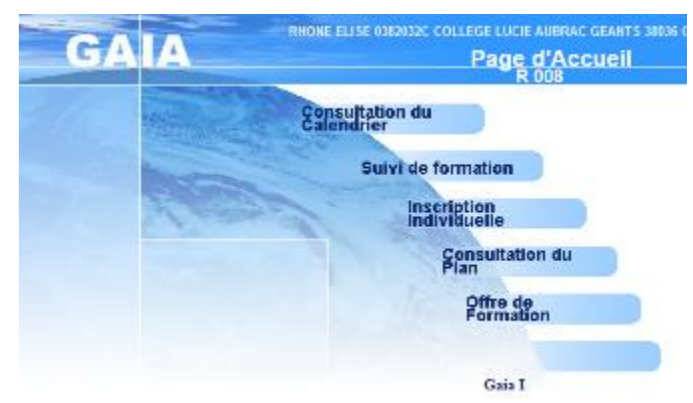 RHONE ELISE 0382032C COLLEGE LUCIE AUBRAC GEANTS 38036
GAIA
Page d'Accueil
R 008
Consultation du
Calendrier
Suivi de formation
Inscription
Individuelle
Consultation du
Plan
Offre de
Formation
Gaia I